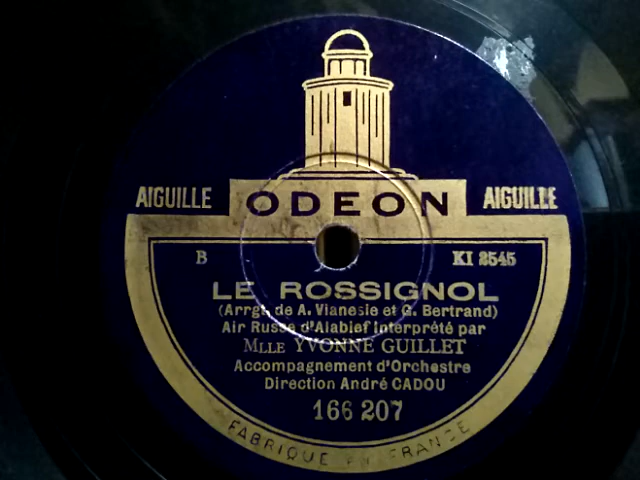 AIGUILLE ODEON AIGUILLE
B KI 2545
LE ROSSIGNOL
(Arrgt. de A. Vianesie et G. Bertrand)
Air Russe d'Alabief interprété par
MLLE YVONNE GUILLET
Accompagnement d'Orchestre
Direction André CADOU
166 207
FABRIQUE EN FRANCE